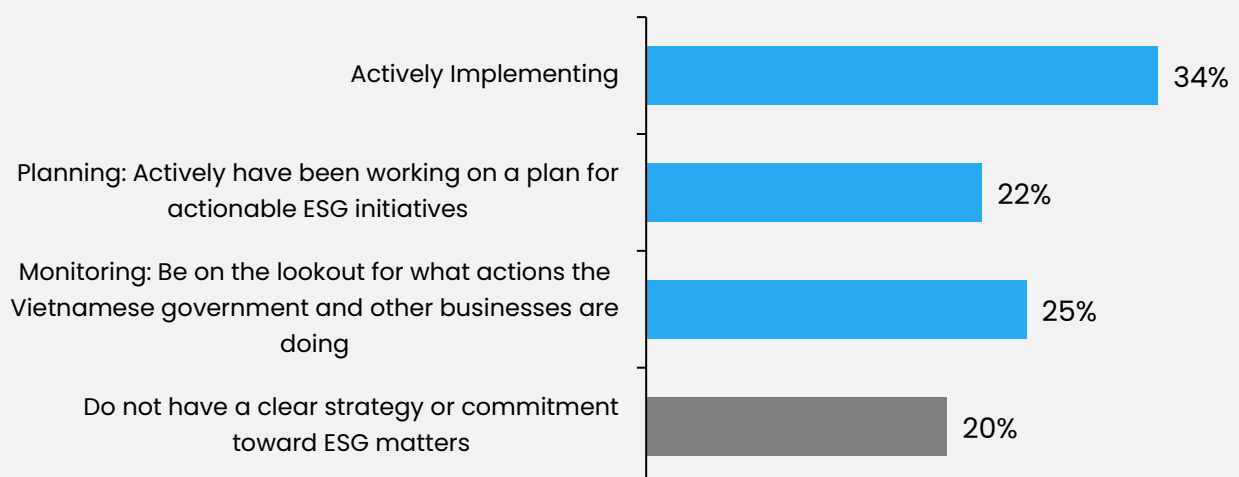 Actively Implementing
34%
Planning: Actively have been working on a plan for
actionable ESG initiatives
22%
Monitoring: Be on the lookout for what actions the
Vietnamese government and other businesses are
doing
25%
Do not have a clear strategy or commitment
toward ESG matters
20%